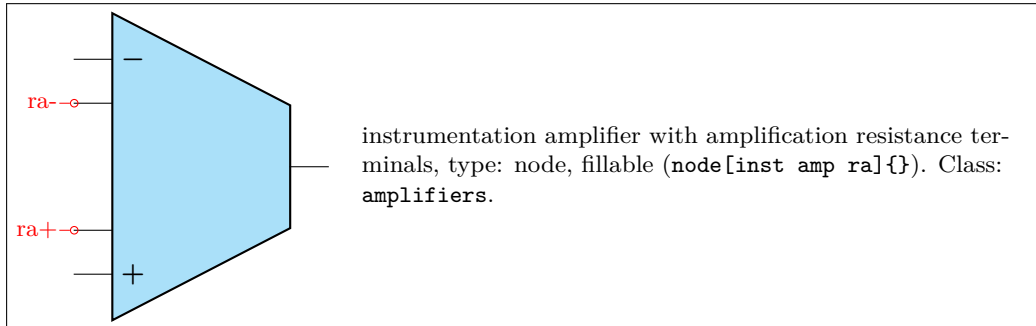 −
ra-
ra+
+
instrumentation amplifier with amplification resistance ter-
minals, type: node, fillable (node[inst amp ra]{}). Class:
amplifiers.